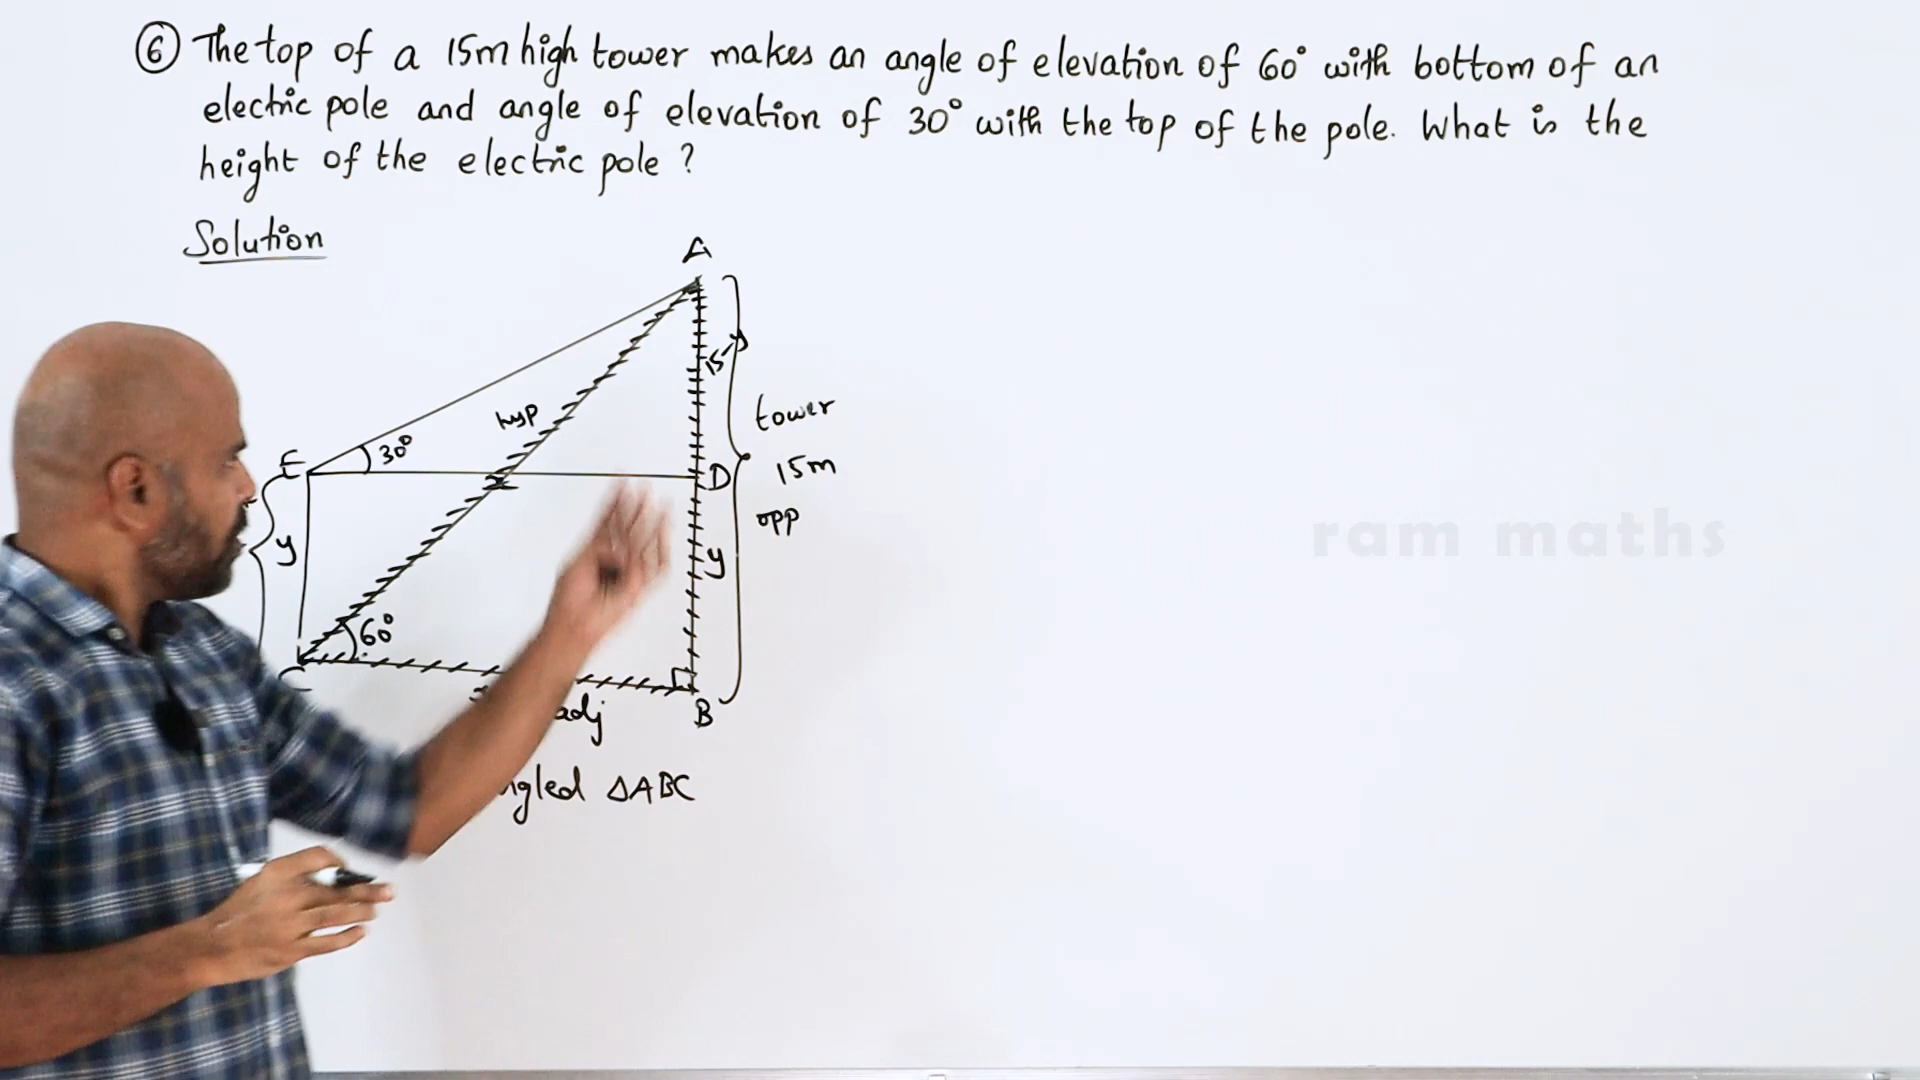 ⑥ The top of a 15m high tower makes an angle of elevation of 60° with bottom of an
electric pole and angle of elevation of 30° with the top of the pole. What is the
height of the electric pole ?
Solution
A
15-y
tower
hyp
30°
E
D
15m
opp
y
y
60°
adj
B
ΔABC
ram maths